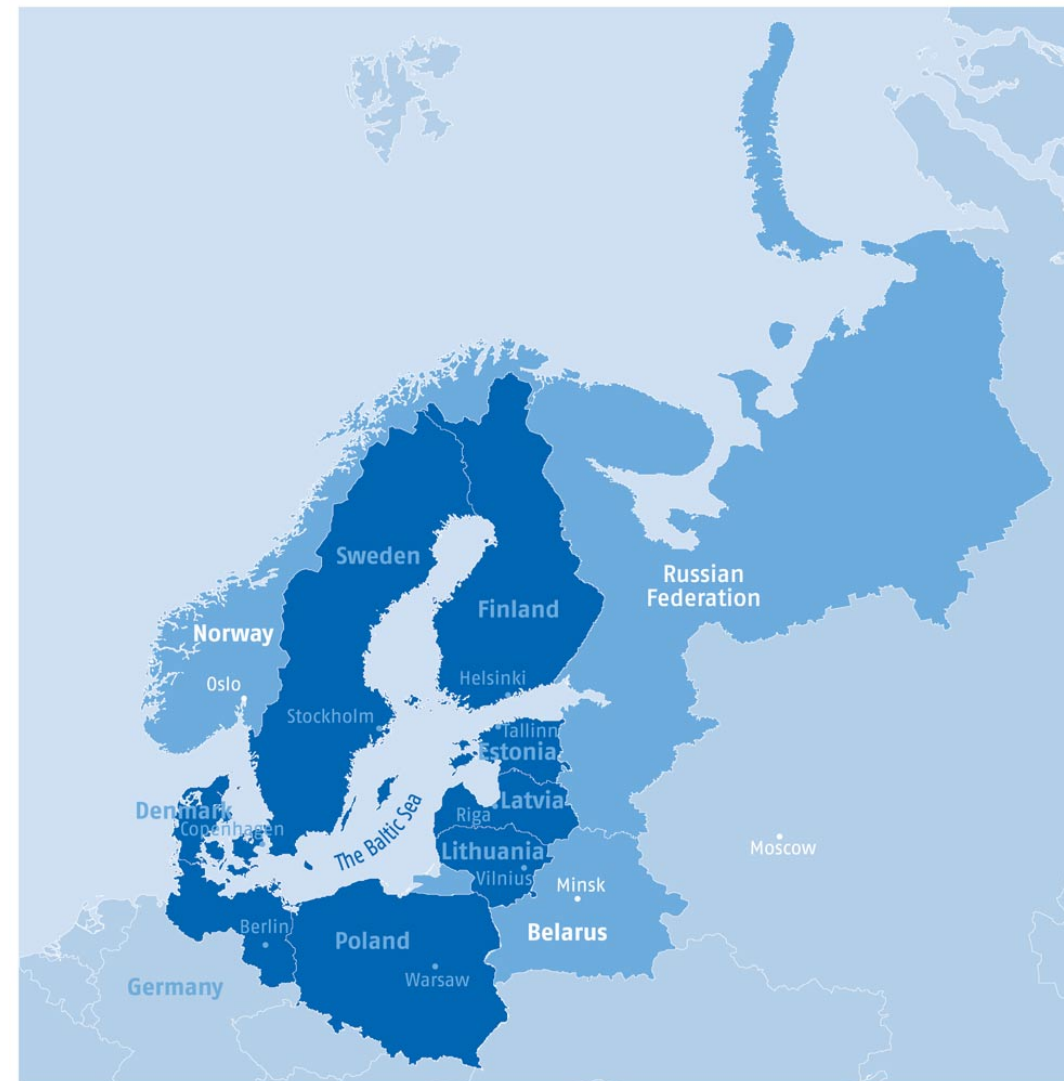 Sweden
Russian
Federation
Finland
Norway
Helsinki
Oslo
Stockholm
Tallinn
Estonia
Denmark
Latvia
Riga
Copenhagen
The Baltic Sea
Moscow
Lithuania
Vilnius
Minsk
Berlin
Poland
Belarus
Warsaw
Germany